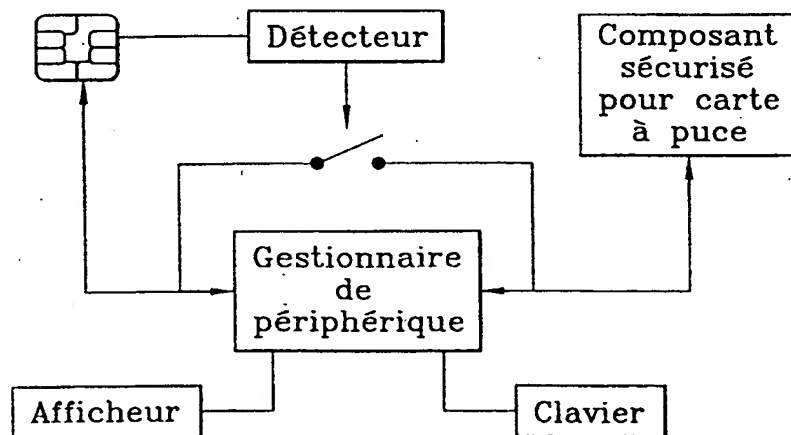 Détecteur
Composant
sécurisé
pour carte
à puce
Gestionnaire
de
périphérique
Afficheur
Clavier